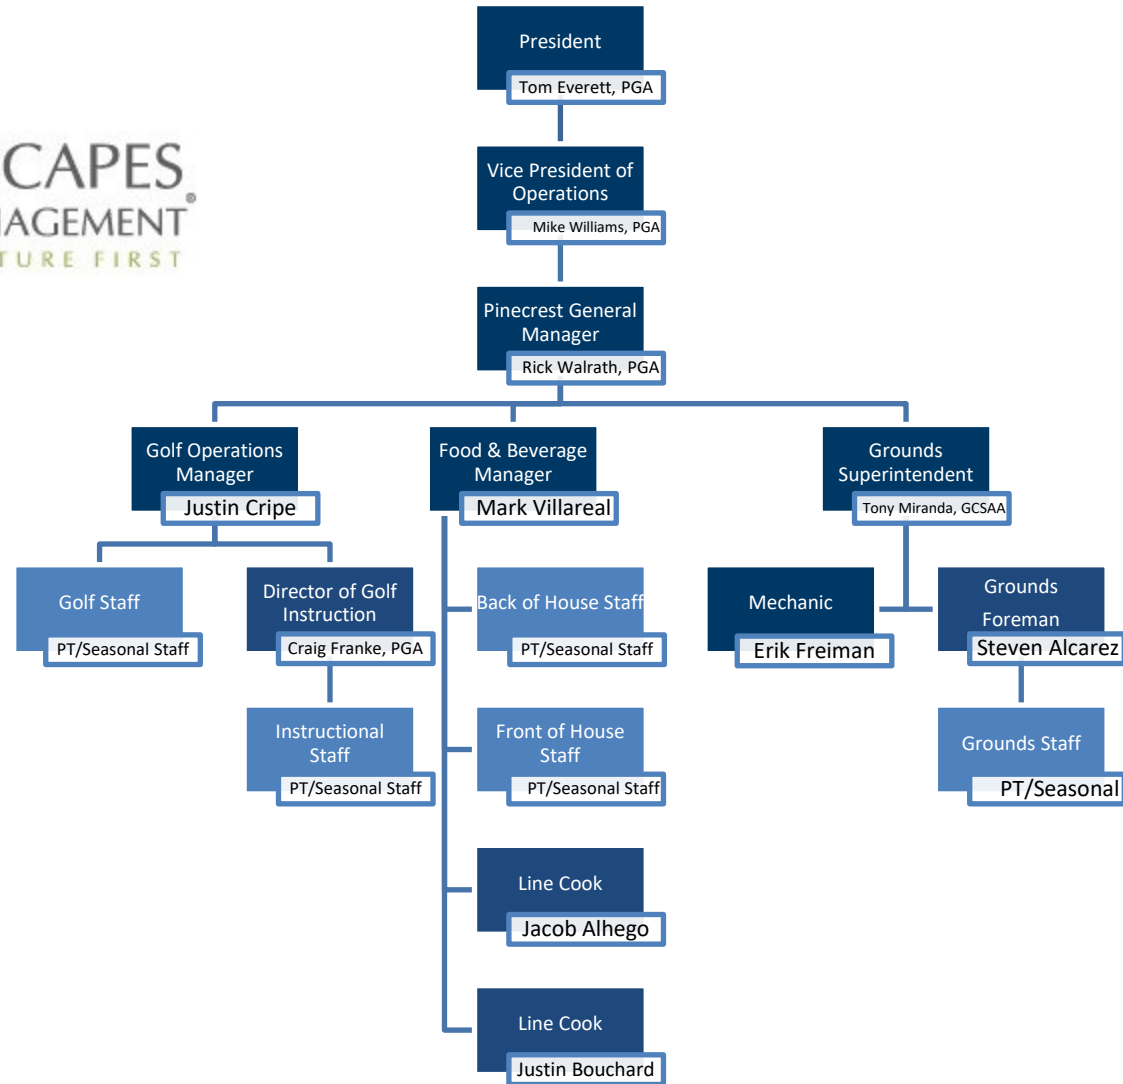 President
Tom Everett, PGA
CAPES
NAGEMENT®
TURE FIRST
Vice President of
Operations
Mike Williams, PGA
Pinecrest General
Manager
Rick Walrath, PGA
Golf Operations
Manager
Justin Cripe
Food & Beverage
Manager
Mark Villareal
Grounds
Superintendent
Tony Miranda, GCSAA
Golf Staff
PT/Seasonal Staff
Director of Golf
Instruction
Craig Franke, PGA
Back of House Staff
PT/Seasonal Staff
Mechanic
Erik Freiman
Grounds
Foreman
Steven Alcarez
Instructional
Staff
PT/Seasonal Staff
Front of House
Staff
PT/Seasonal Staff
Grounds Staff
PT/Seasonal
Line Cook
Jacob Alhego
Line Cook
Justin Bouchard